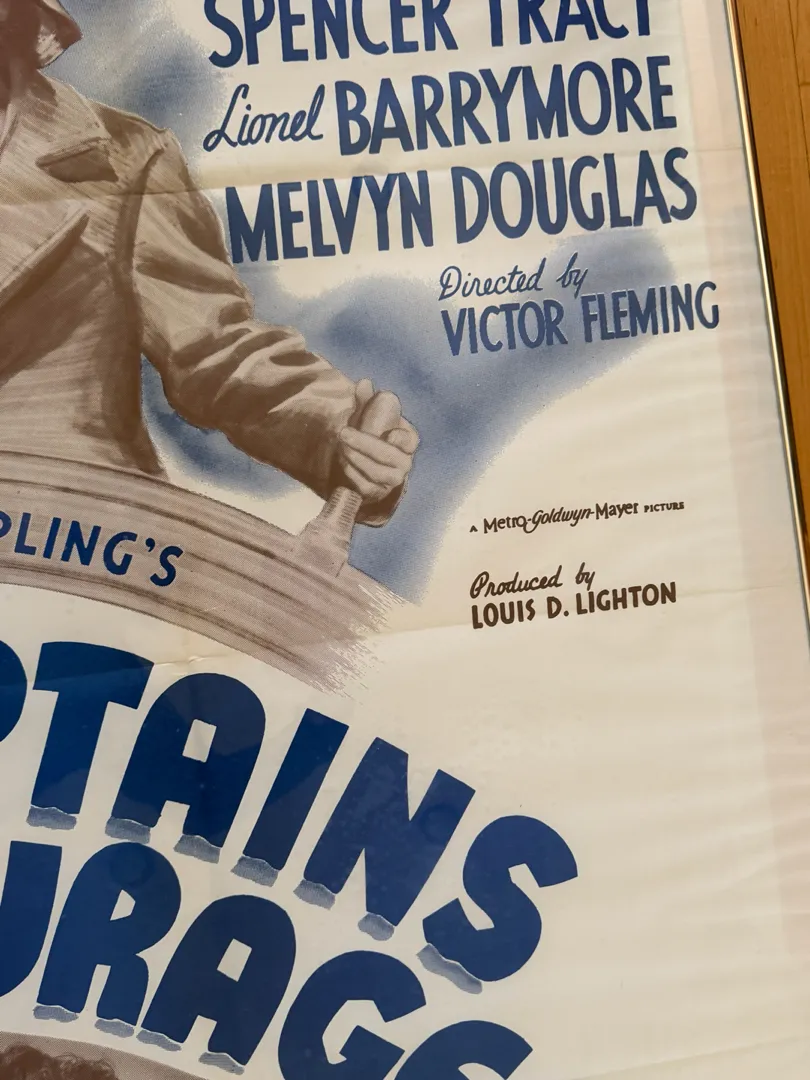 SPENCER TRACY
Lionel BARRYMORE
MELVYN DOUGLAS
Directed by
VICTOR FLEMING
A Metro-Goldwyn-Mayer PICTURE
PLING'S
Produced by
LOUIS D. LIGHTON
PTAINS
URAGE